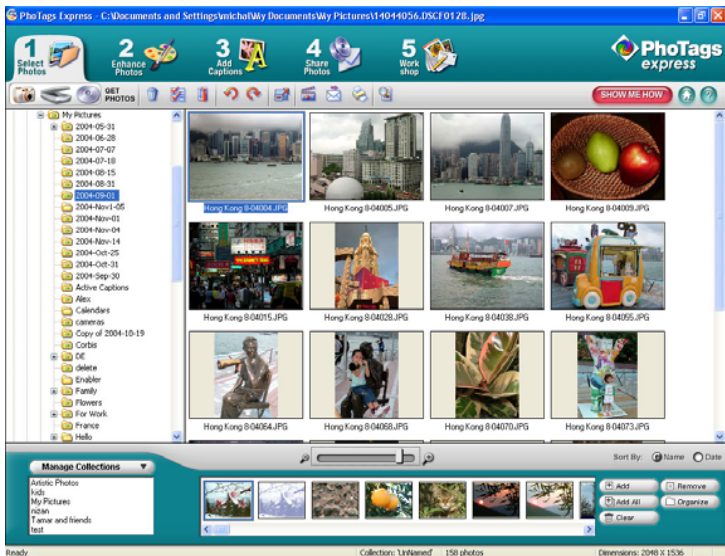 PhoTags Express - C:\Documents and Settings\michal\My Documents\My Pictures\14044056.DSCF0128.jpg
1 Select Photos
2 Enhance Photos
3 Add Captions
4 Share Photos
5 Work shop
PhoTags express
GET PHOTOS
SHOW ME HOW
My Pictures
2004-05-31
2004-06-28
2004-07-07
2004-07-18
2004-08-15
2004-08-31
2004-09-01
2004-Nov1-05
2004-Nov-01
2004-Nov-04
2004-Nov-14
2004-Oct-25
2004-Oct-31
2004-Sep-30
Active Captions
Alex
Calendars
cameras
Copy of 2004-10-19
Corbis
DE
delete
Enabler
Family
Flowers
For Work
France
Hello
Hong Kong 8-04004.JPG
Hong Kong 8-04005.JPG
Hong Kong 8-04007.JPG
Hong Kong 8-04009.JPG
Hong Kong 8-04015.JPG
Hong Kong 8-04028.JPG
Hong Kong 8-04038.JPG
Hong Kong 8-04055.JPG
Hong Kong 8-04064.JPG
Hong Kong 8-04068.JPG
Hong Kong 8-04070.JPG
Hong Kong 8-04073.JPG
Sort By: Name Date
Manage Collections
Artistic Photos
kids
My Pictures
nizan
Tamar and friends
test
Add
Remove
Add All
Organize
Clear
Ready
Collection: 'UnNamed'
158 photos
Dimensions: 2048 X 1536